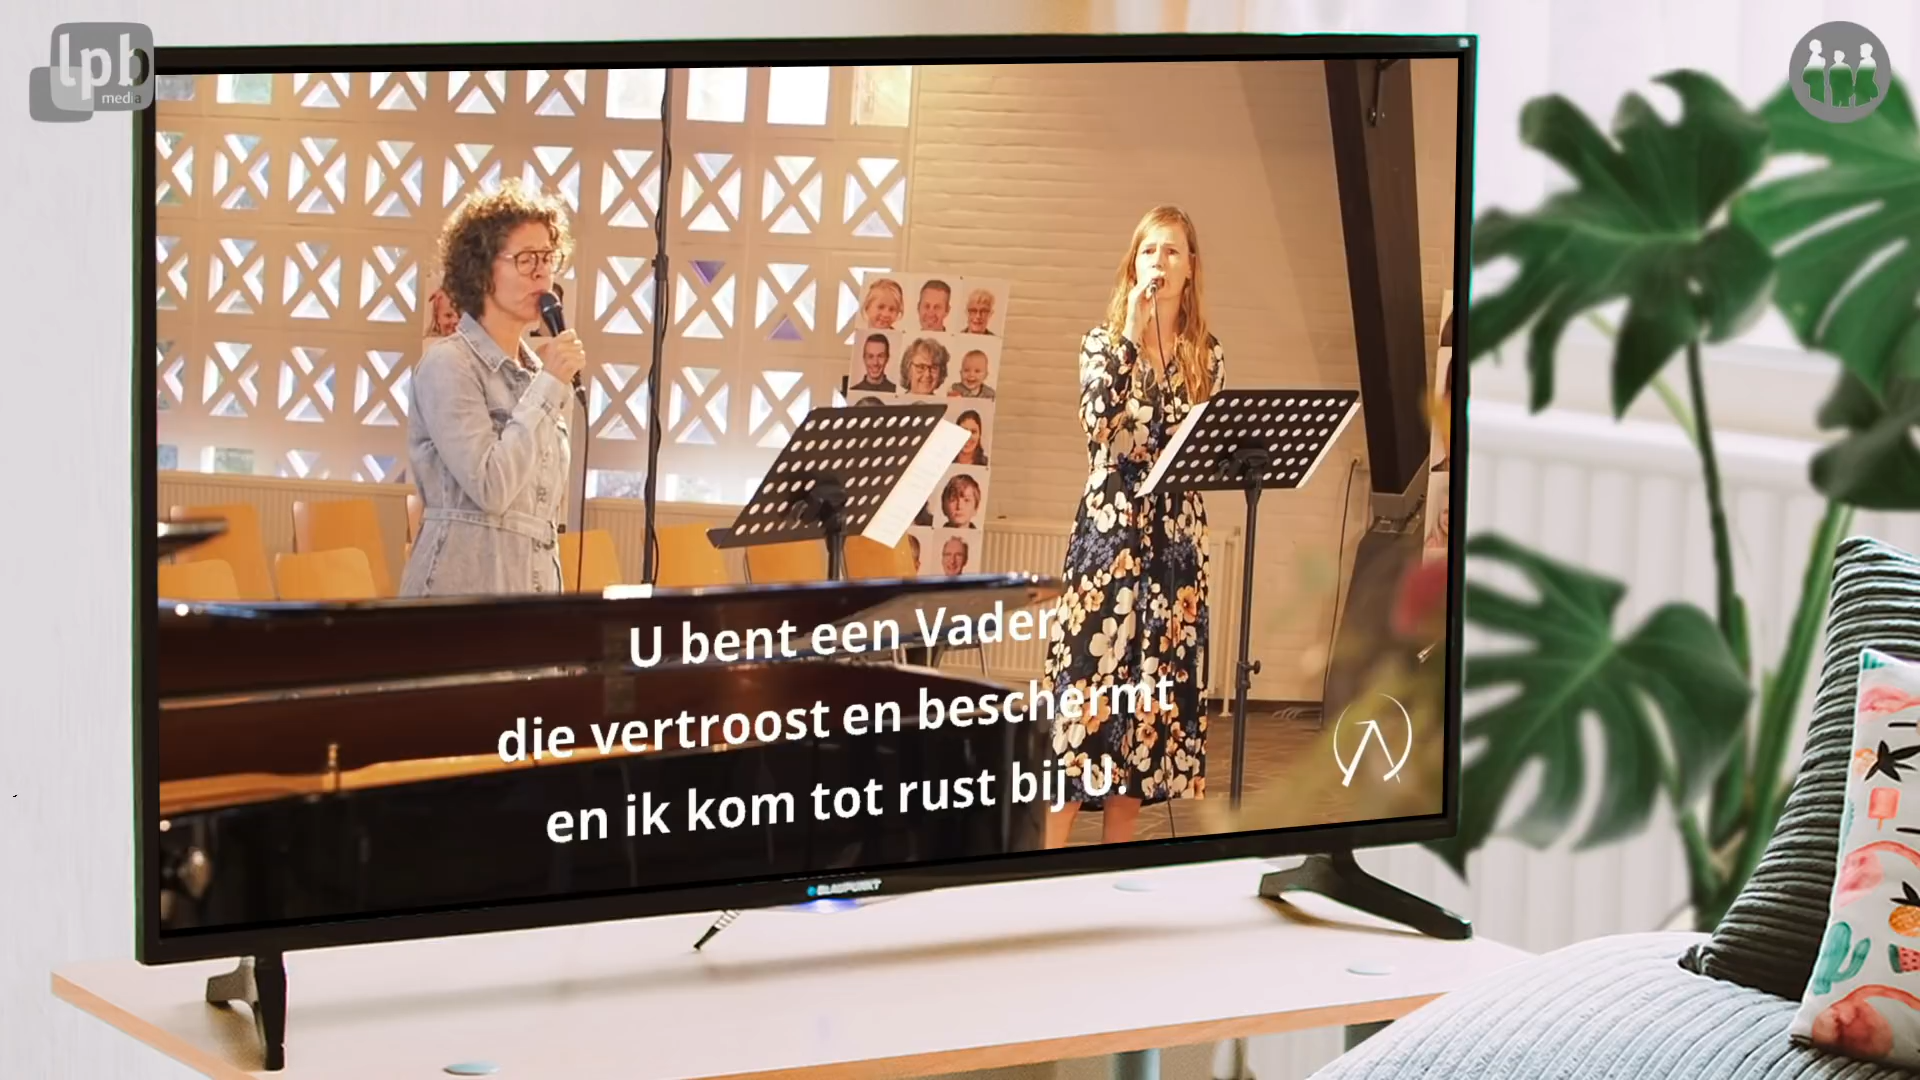 lpb
media
U bent een Vader
die vertroost en beschermt
en ik kom tot rust bij U.
BLAUPUNKT